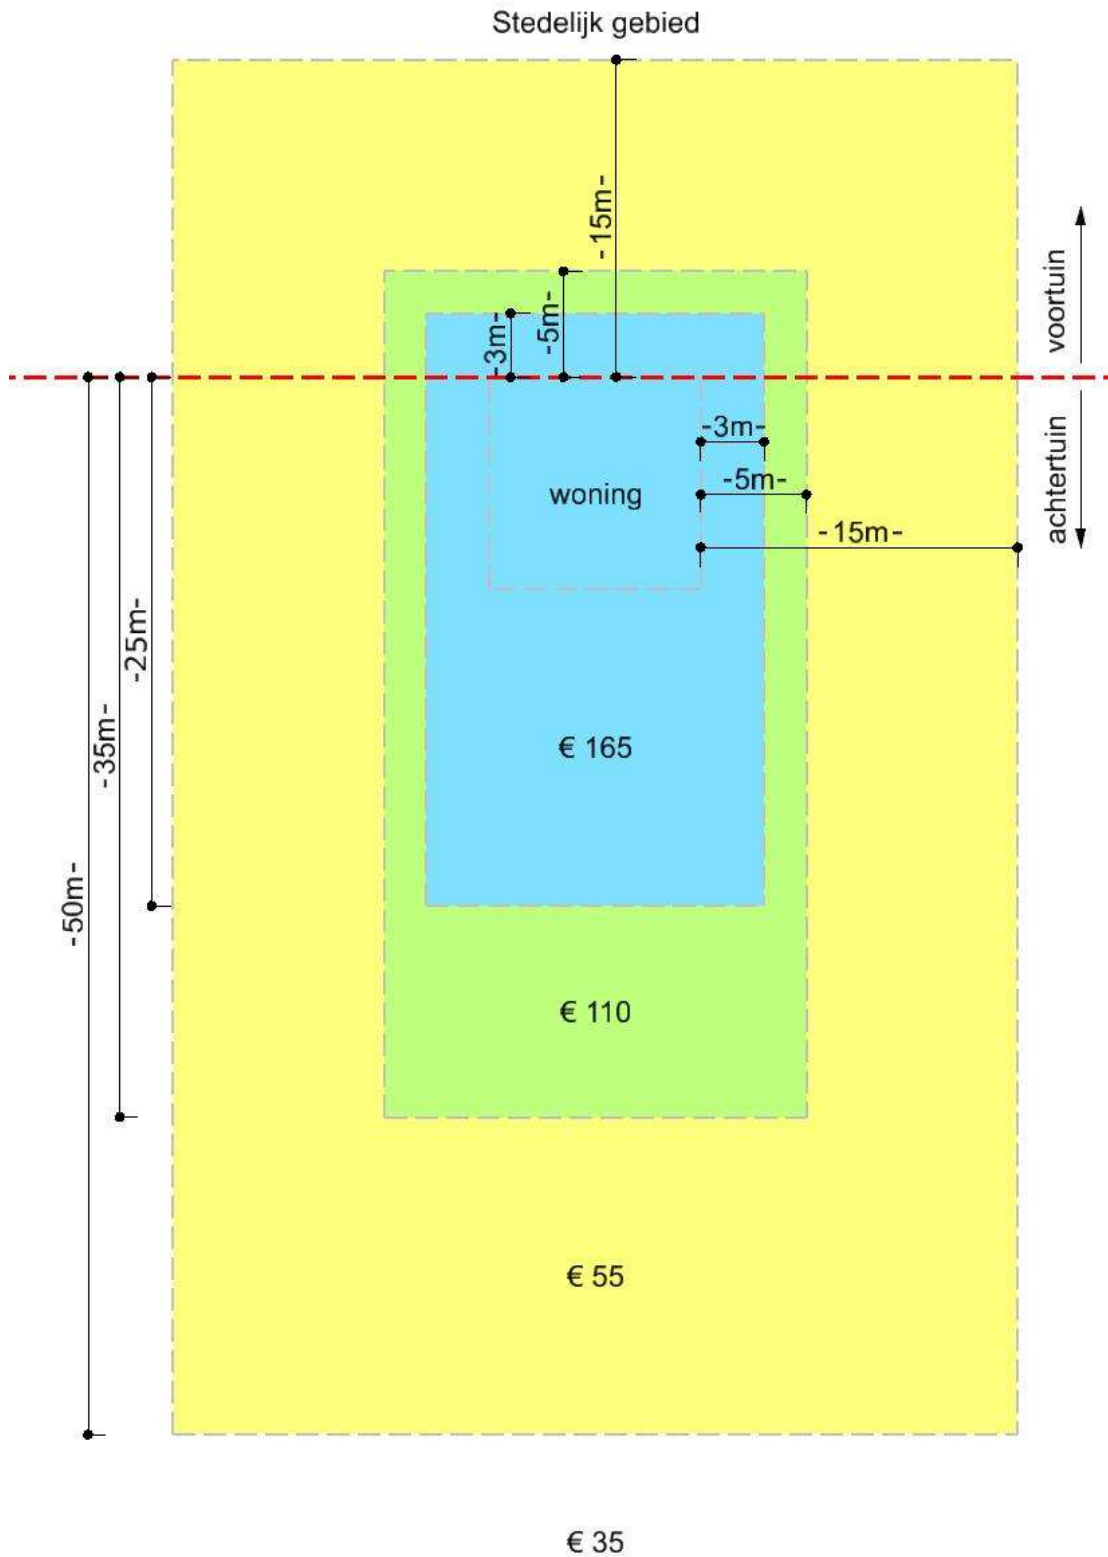 Stedelijk gebied
-15m-
-5m-
-3m-
voortuin
achtertuin
-3m-
-5m-
-15m-
woning
-25m-
-35m-
-50m-
€ 165
€ 110
€ 55
€ 35